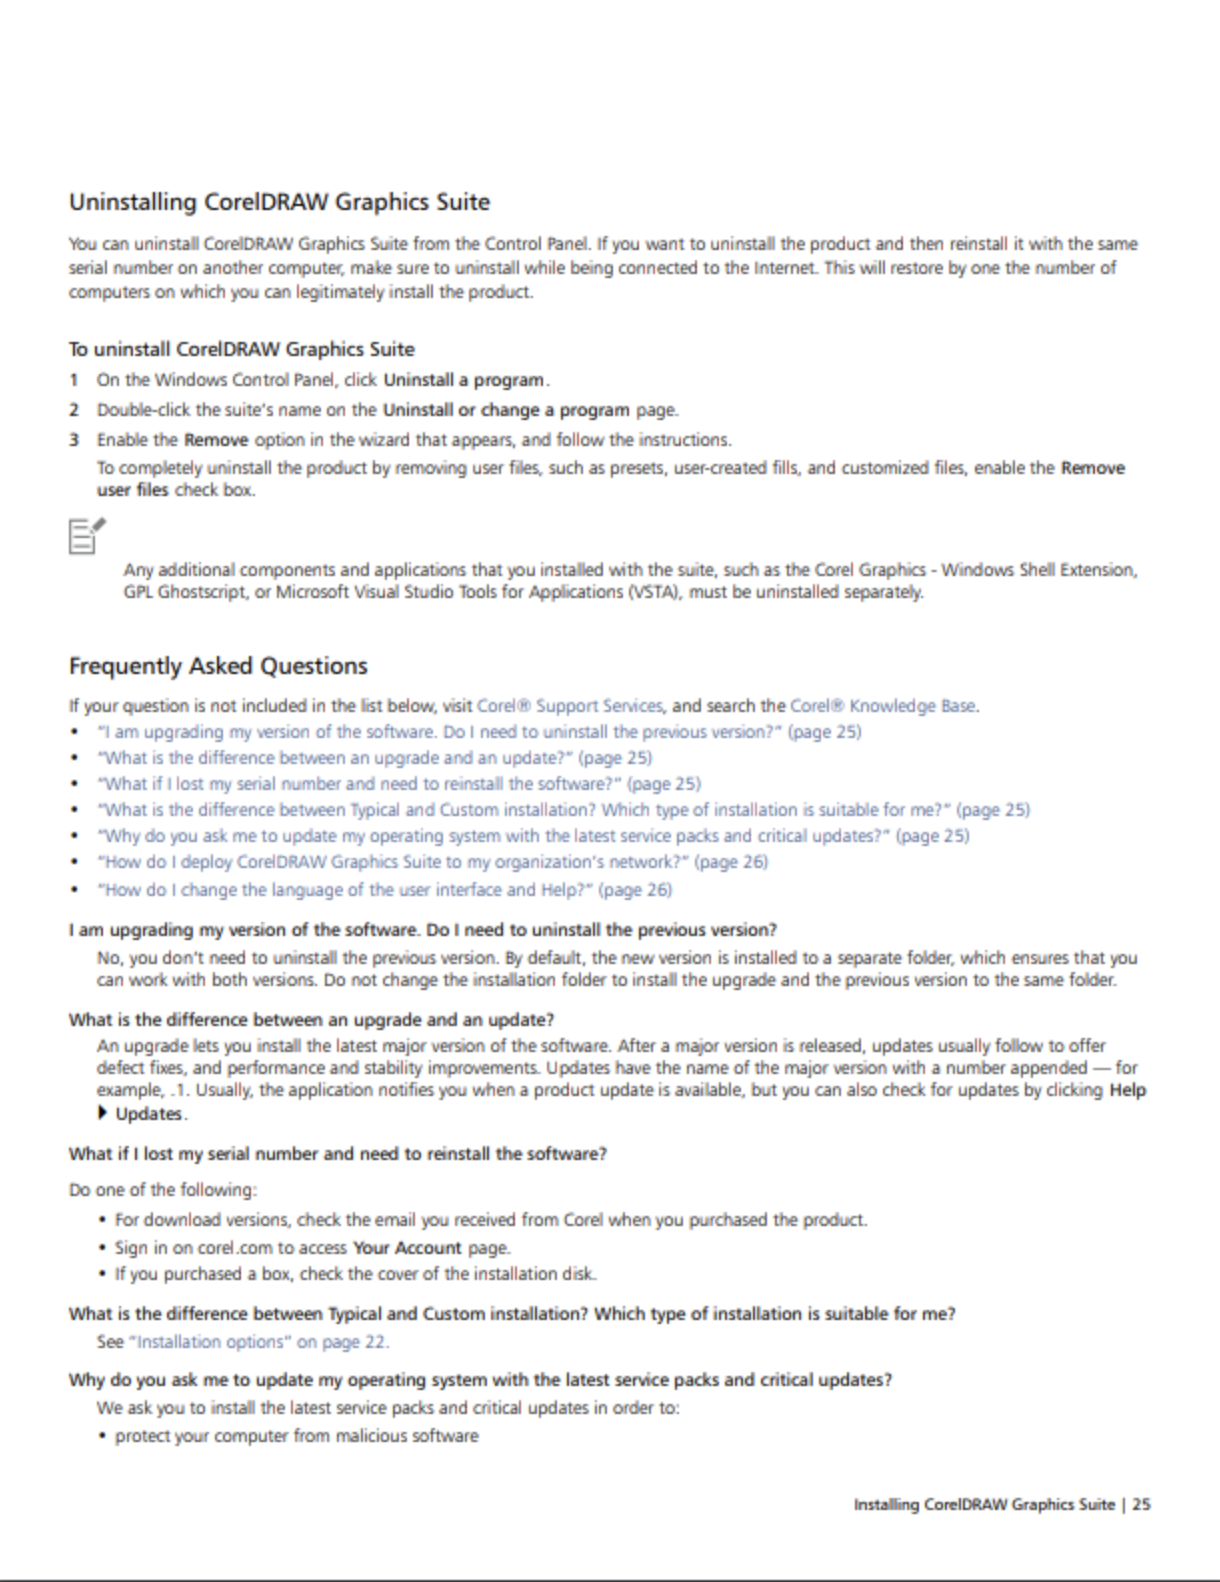 Uninstalling CorelDRAW Graphics Suite
You can uninstall CorelDRAW Graphics Suite from the Control Panel. If you want to uninstall the product and then reinstall it with the same
serial number on another computer, make sure to uninstall while being connected to the Internet. This will restore by one the number of
computers on which you can legitimately install the product.
To uninstall CorelDRAW Graphics Suite
1 On the Windows Control Panel, click Uninstall a program.
2 Double-click the suite's name on the Uninstall or change a program page.
3 Enable the Remove option in the wizard that appears, and follow the instructions.
To completely uninstall the product by removing user files, such as presets, user-created fills, and customized files, enable the Remove
user files check box.
Any additional components and applications that you installed with the suite, such as the Corel Graphics - Windows Shell Extension,
GPL Ghostscript, or Microsoft Visual Studio Tools for Applications (VSTA), must be uninstalled separately.
Frequently Asked Questions
If your question is not included in the list below, visit Corel® Support Services, and search the Corel® Knowledge Base.
• "I am upgrading my version of the software. Do I need to uninstall the previous version?" (page 25)
• "What is the difference between an upgrade and an update?" (page 25)
• "What if I lost my serial number and need to reinstall the software?" (page 25)
• "What is the difference between Typical and Custom installation? Which type of installation is suitable for me?" (page 25)
• "Why do you ask me to update my operating system with the latest service packs and critical updates?" (page 25)
• "How do I deploy CorelDRAW Graphics Suite to my organization's network?" (page 26)
• "How do I change the language of the user interface and Help?" (page 26)
I am upgrading my version of the software. Do I need to uninstall the previous version?
No, you don't need to uninstall the previous version. By default, the new version is installed to a separate folder, which ensures that you
can work with both versions. Do not change the installation folder to install the upgrade and the previous version to the same folder.
What is the difference between an upgrade and an update?
An upgrade lets you install the latest major version of the software. After a major version is released, updates usually follow to offer
defect fixes, and performance and stability improvements. Updates have the name of the major version with a number appended — for
example, .1. Usually, the application notifies you when a product update is available, but you can also check for updates by clicking Help
▶ Updates.
What if I lost my serial number and need to reinstall the software?
Do one of the following:
• For download versions, check the email you received from Corel when you purchased the product.
• Sign in on corel.com to access Your Account page.
• If you purchased a box, check the cover of the installation disk.
What is the difference between Typical and Custom installation? Which type of installation is suitable for me?
See "Installation options" on page 22.
Why do you ask me to update my operating system with the latest service packs and critical updates?
We ask you to install the latest service packs and critical updates in order to:
• protect your computer from malicious software
Installing CorelDRAW Graphics Suite | 25